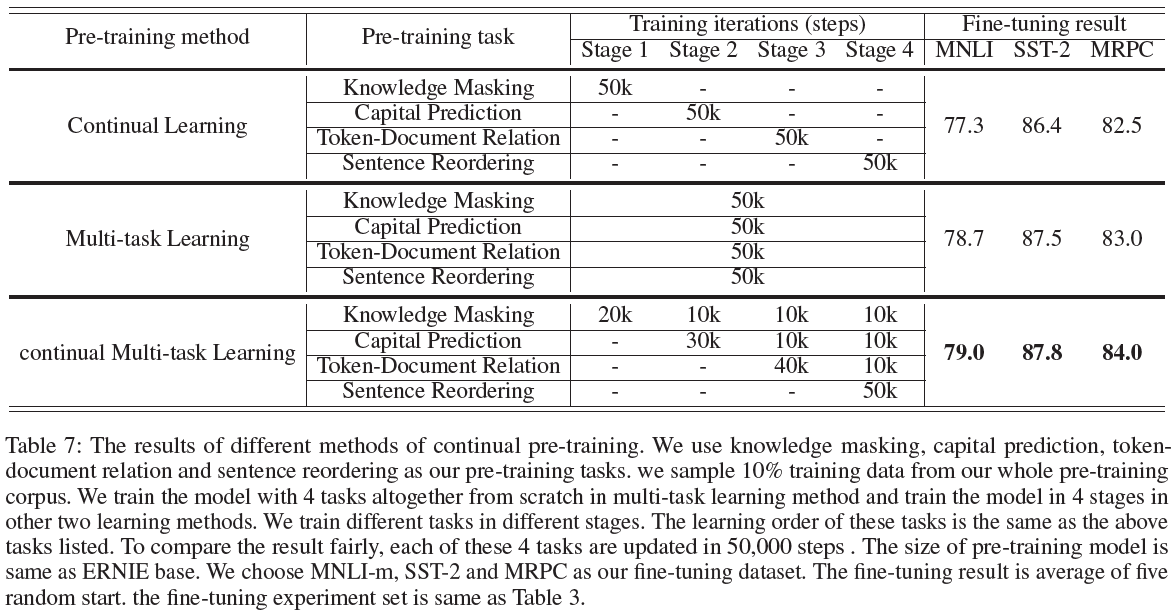 Pre-training method Pre-training task Training iterations (steps) Fine-tuning result
Stage 1 Stage 2 Stage 3 Stage 4 MNLI SST-2 MRPC
Continual Learning Knowledge Masking 50k - - - 77.3 86.4 82.5
Capital Prediction - 50k - -
Token-Document Relation - - 50k -
Sentence Reordering - - - 50k
Multi-task Learning Knowledge Masking 50k 78.7 87.5 83.0
Capital Prediction 50k
Token-Document Relation 50k
Sentence Reordering 50k
continual Multi-task Learning Knowledge Masking 20k 10k 10k 10k 79.0 87.8 84.0
Capital Prediction - 30k 10k 10k
Token-Document Relation - - 40k 10k
Sentence Reordering - - - 50k
Table 7: The results of different methods of continual pre-training. We use knowledge masking, capital prediction, token-
document relation and sentence reordering as our pre-training tasks. we sample 10% training data from our whole pre-training
corpus. We train the model with 4 tasks altogether from scratch in multi-task learning method and train the model in 4 stages in
other two learning methods. We train different tasks in different stages. The learning order of these tasks is the same as the above
tasks listed. To compare the result fairly, each of these 4 tasks are updated in 50,000 steps . The size of pre-training model is
same as ERNIE base. We choose MNLI-m, SST-2 and MRPC as our fine-tuning dataset. The fine-tuning result is average of five
random start. the fine-tuning experiment set is same as Table 3.